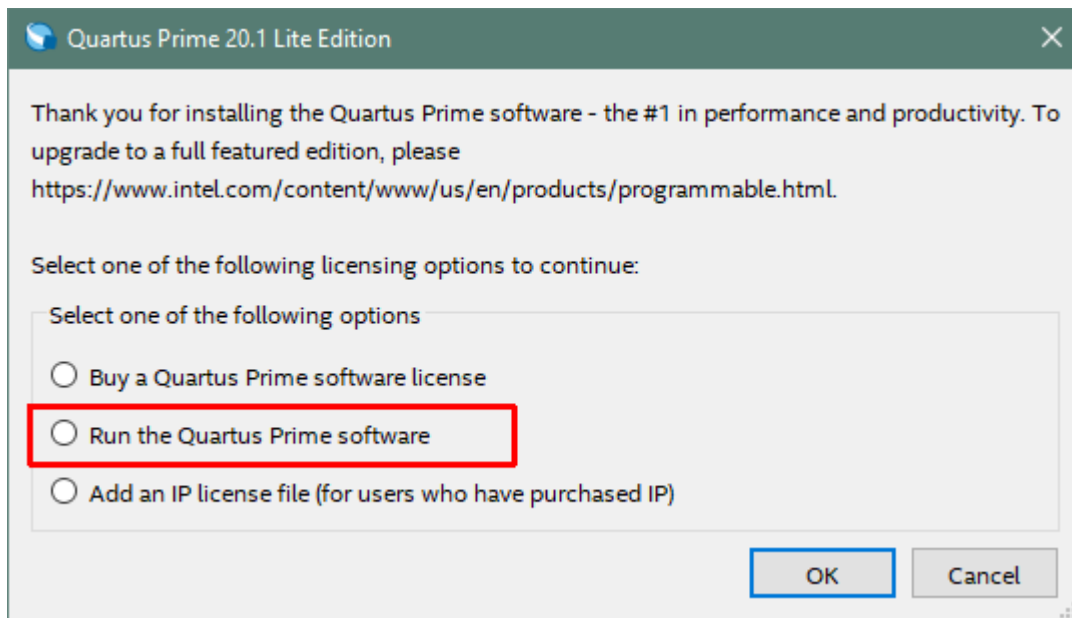 Quartus Prime 20.1 Lite Edition
Thank you for installing the Quartus Prime software - the #1 in performance and productivity. To
upgrade to a full featured edition, please
https://www.intel.com/content/www/us/en/products/programmable.html.
Select one of the following licensing options to continue:
Select one of the following options
Buy a Quartus Prime software license
Run the Quartus Prime software
Add an IP license file (for users who have purchased IP)
OK Cancel